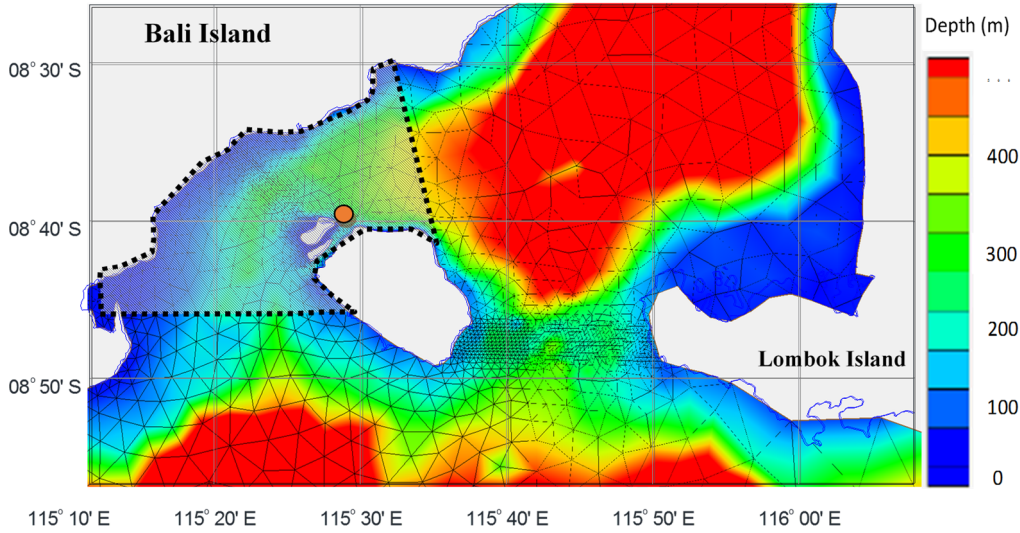 Bali Island
Depth (m)
08° 30' S
400
08° 40' S
300
200
Lombok Island
08° 50' S
100
0
115° 10' E
115° 20' E
115° 30' E
115° 40' E
115° 50' E
116° 00' E